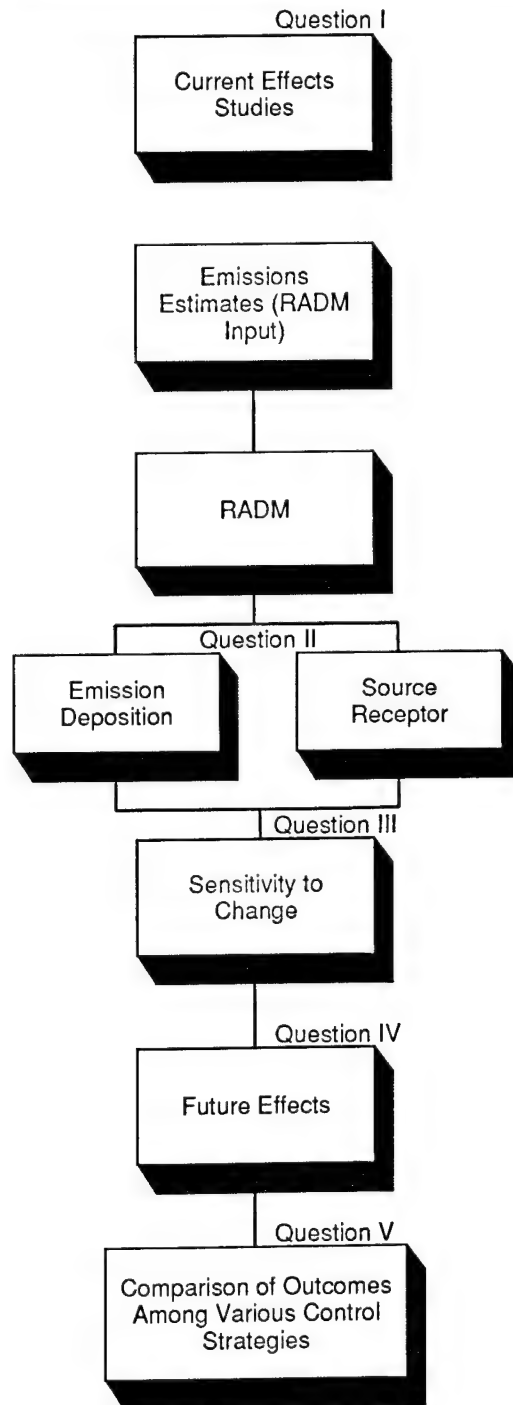 Question I
Current Effects
Studies
Emissions
Estimates (RADM
Input)
RADM
Question II
Emission
Deposition
Source
Receptor
Question III
Sensitivity to
Change
Question IV
Future Effects
Question V
Comparison of Outcomes
Among Various Control
Strategies